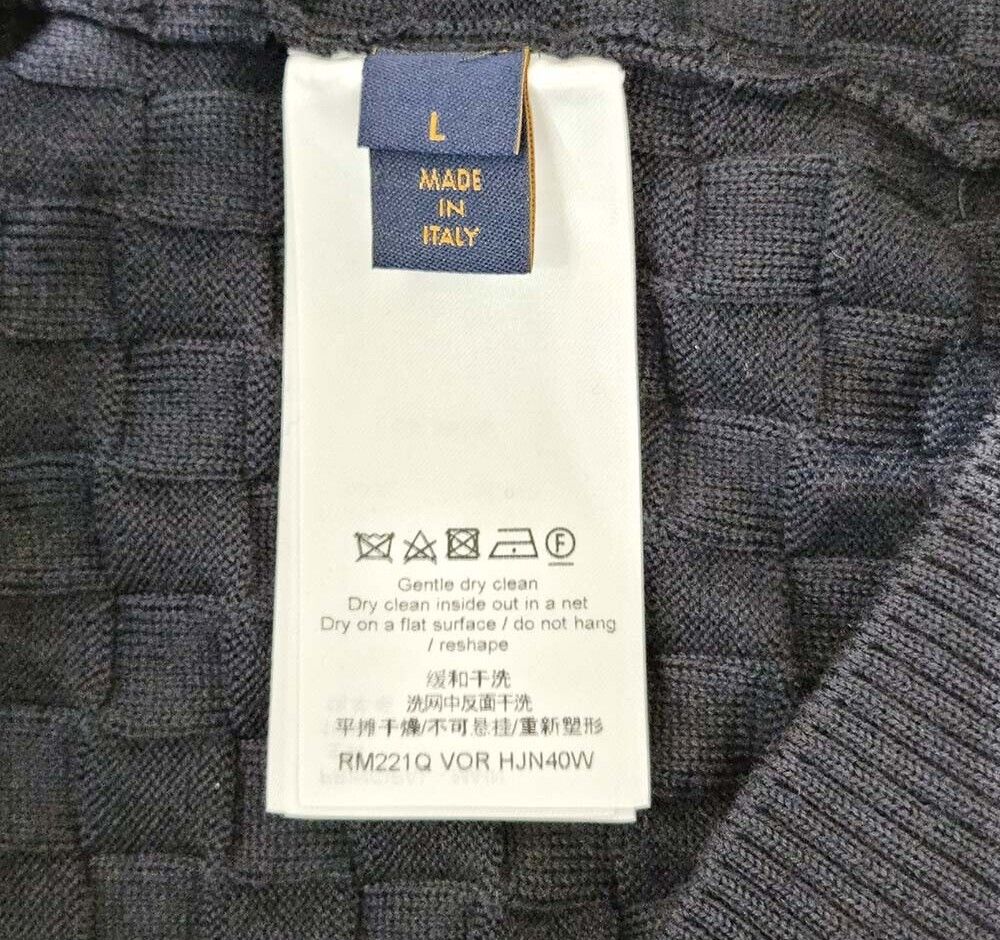 L
MADE
IN
ITALY
F
Gentle dry clean
Dry clean inside out in a net
Dry on a flat surface / do not hang
/ reshape
缓和干洗
洗网中反面干洗
平摊干燥/不可悬挂/重新塑形
RM221Q VOR HJN40W